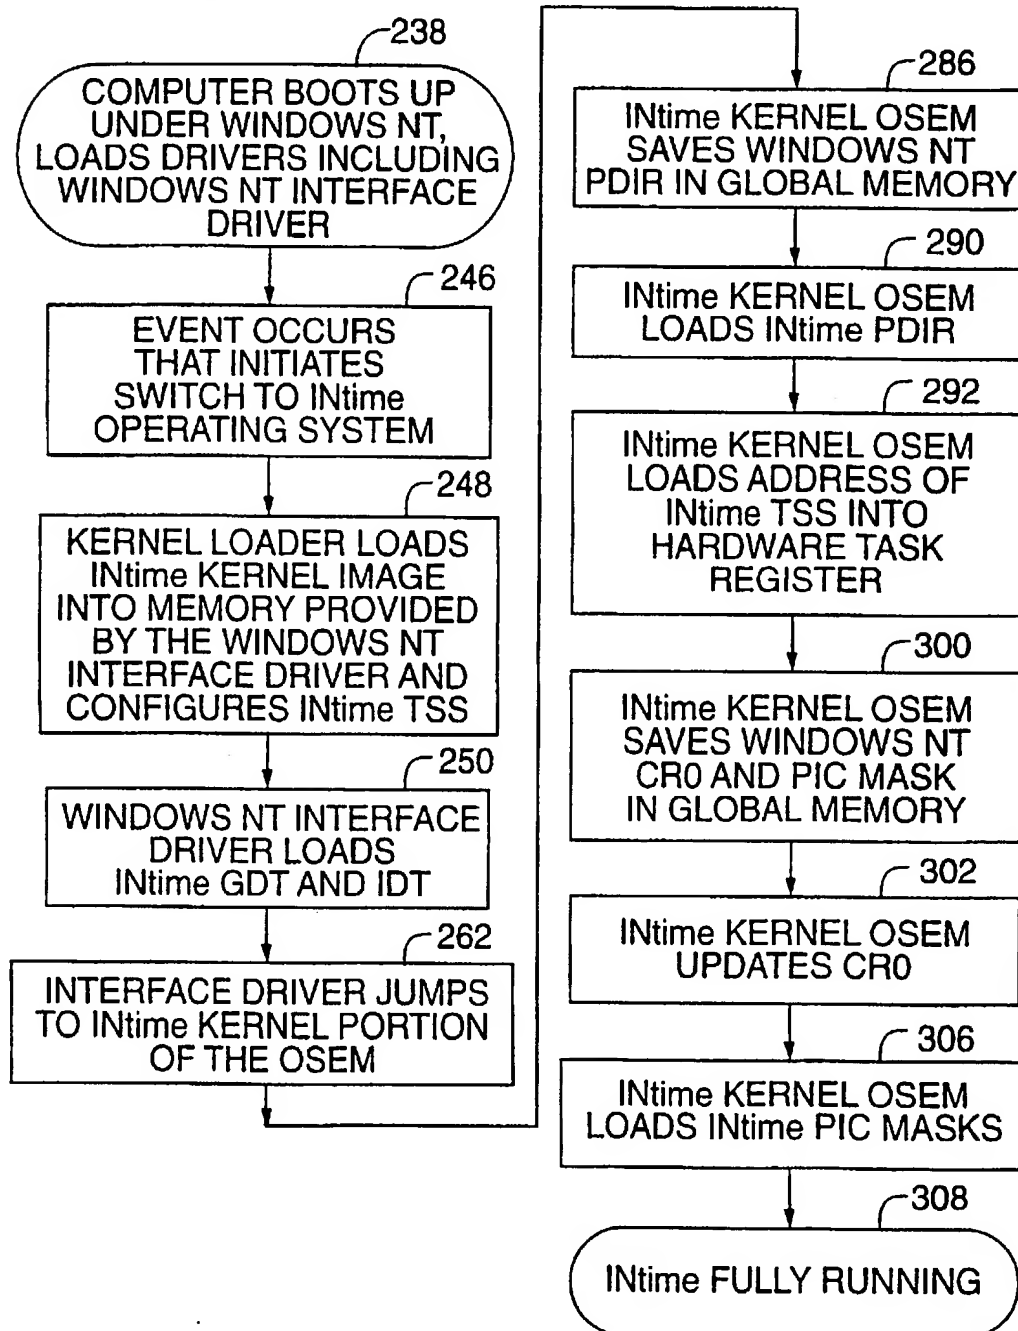 238
COMPUTER BOOTS UP
UNDER WINDOWS NT,
LOADS DRIVERS INCLUDING
WINDOWS NT INTERFACE
DRIVER
246
EVENT OCCURS
THAT INITIATES
SWITCH TO INtime
OPERATING SYSTEM
248
KERNEL LOADER LOADS
INtime KERNEL IMAGE
INTO MEMORY PROVIDED
BY THE WINDOWS NT
INTERFACE DRIVER AND
CONFIGURES INtime TSS
250
WINDOWS NT INTERFACE
DRIVER LOADS
INtime GDT AND IDT
262
INTERFACE DRIVER JUMPS
TO INtime KERNEL PORTION
OF THE OSEM
286
INtime KERNEL OSEM
SAVES WINDOWS NT
PDIR IN GLOBAL MEMORY
290
INtime KERNEL OSEM
LOADS INtime PDIR
292
INtime KERNEL OSEM
LOADS ADDRESS OF
INtime TSS INTO
HARDWARE TASK
REGISTER
300
INtime KERNEL OSEM
SAVES WINDOWS NT
CR0 AND PIC MASK
IN GLOBAL MEMORY
302
INtime KERNEL OSEM
UPDATES CR0
306
INtime KERNEL OSEM
LOADS INtime PIC MASKS
308
INtime FULLY RUNNING